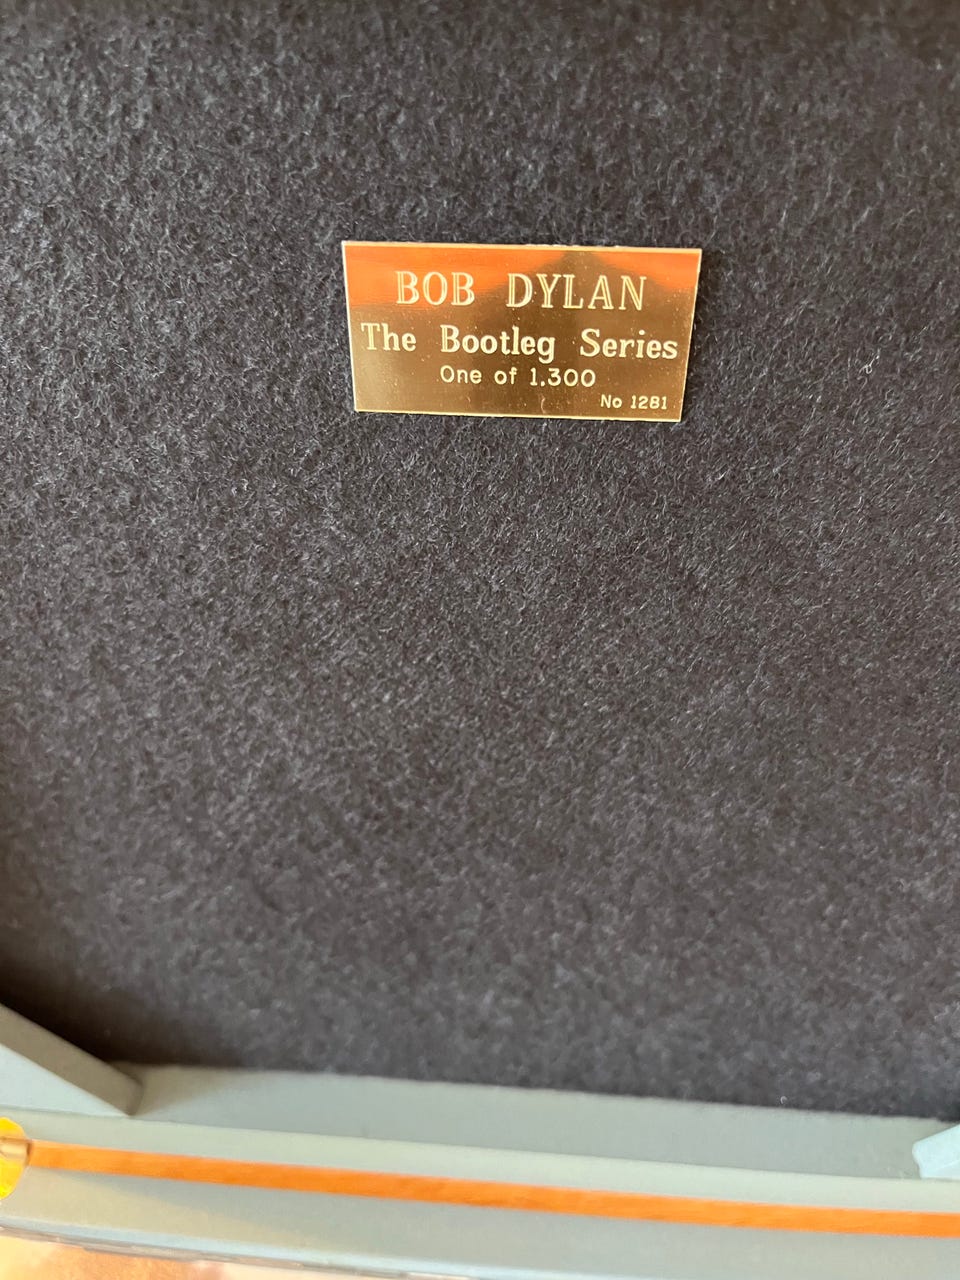 BOB DYLAN
The Bootleg Series
One of 1.300
No 1281